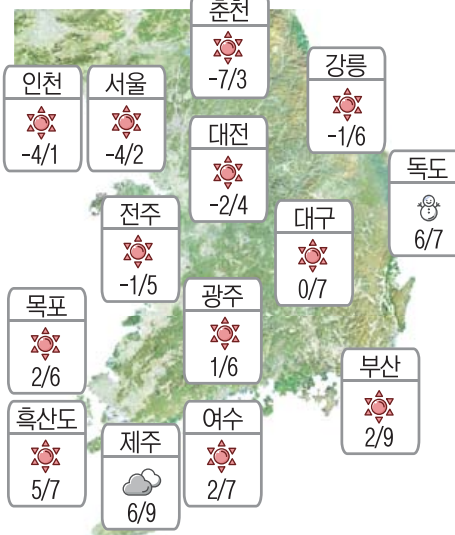 춘천
-7/3
강릉
-1/6
인천
-4/1
서울
-4/2
대전
-2/4
독도
6/7
전주
-1/5
대구
0/7
광주
1/6
목포
2/6
부산
2/9
흑산도
5/7
제주
6/9
여수
2/7